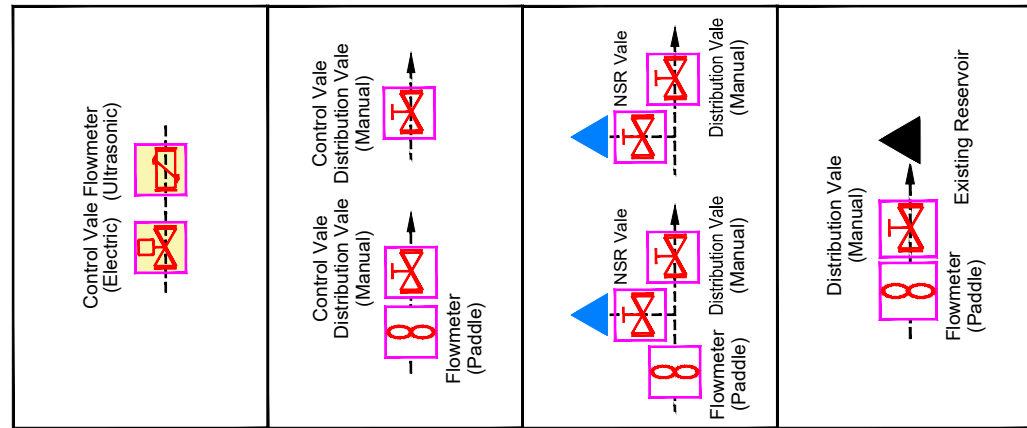 Control Vale Flowmeter
(Electric) (Ultrasonic)
Control Vale
Distribution Vale
(Manual)
Control Vale
Distribution Vale
(Manual)
Flowmeter
(Paddle)
NSR Vale
Distribution Vale
(Manual)
NSR Vale
Distribution Vale
(Manual)
Flowmeter
(Paddle)
Distribution Vale
(Manual)
Existing Reservoir
Flowmeter
(Paddle)